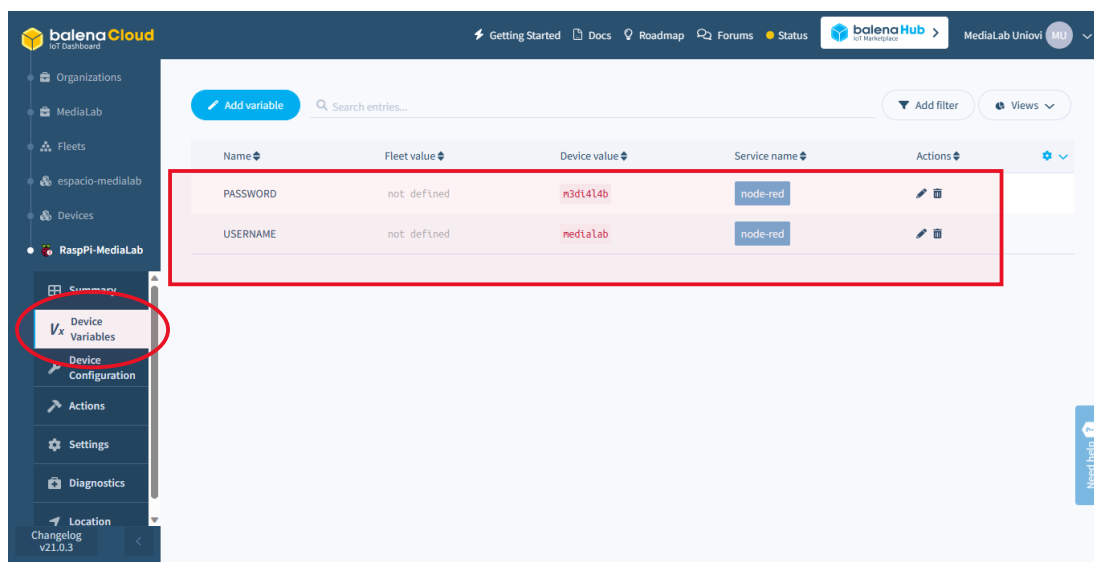 balenaCloud
IoT Dashboard
Getting Started Docs Roadmap Forums Status balenaHub IoT Marketplace MediaLab Uniovi MU
Organizations
MediaLab
Fleets
espacio-medialab
Devices
RaspPi-MediaLab
Summary
Vx Device
Variables
Device
Configuration
Actions
Settings
Diagnostics
Location
Changelog
v21.0.3
Add variable Search entries... Add filter Views
Name Fleet value Device value Service name Actions
PASSWORD not defined m3di4l4b node-red
USERNAME not defined medialab node-red
Need help